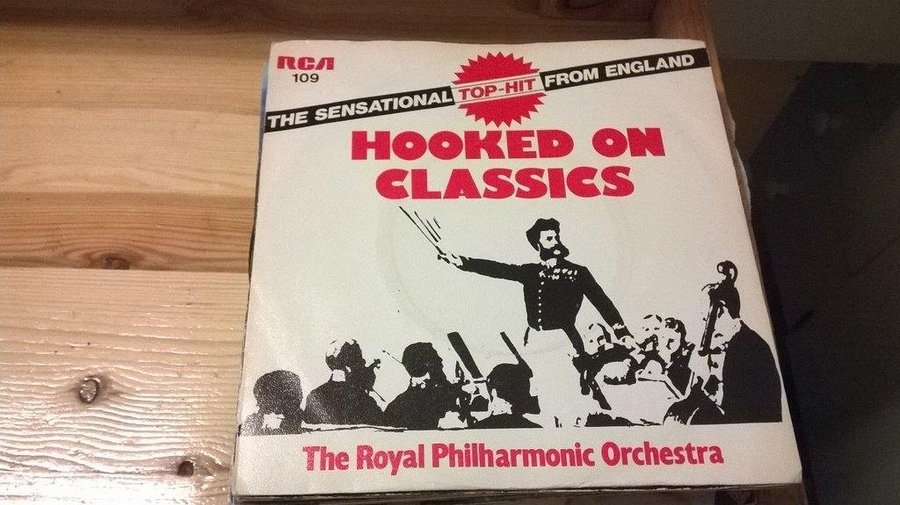 RCA
109
THE SENSATIONAL TOP-HIT FROM ENGLAND
HOOKED ON
CLASSICS
The Royal Philharmonic Orchestra